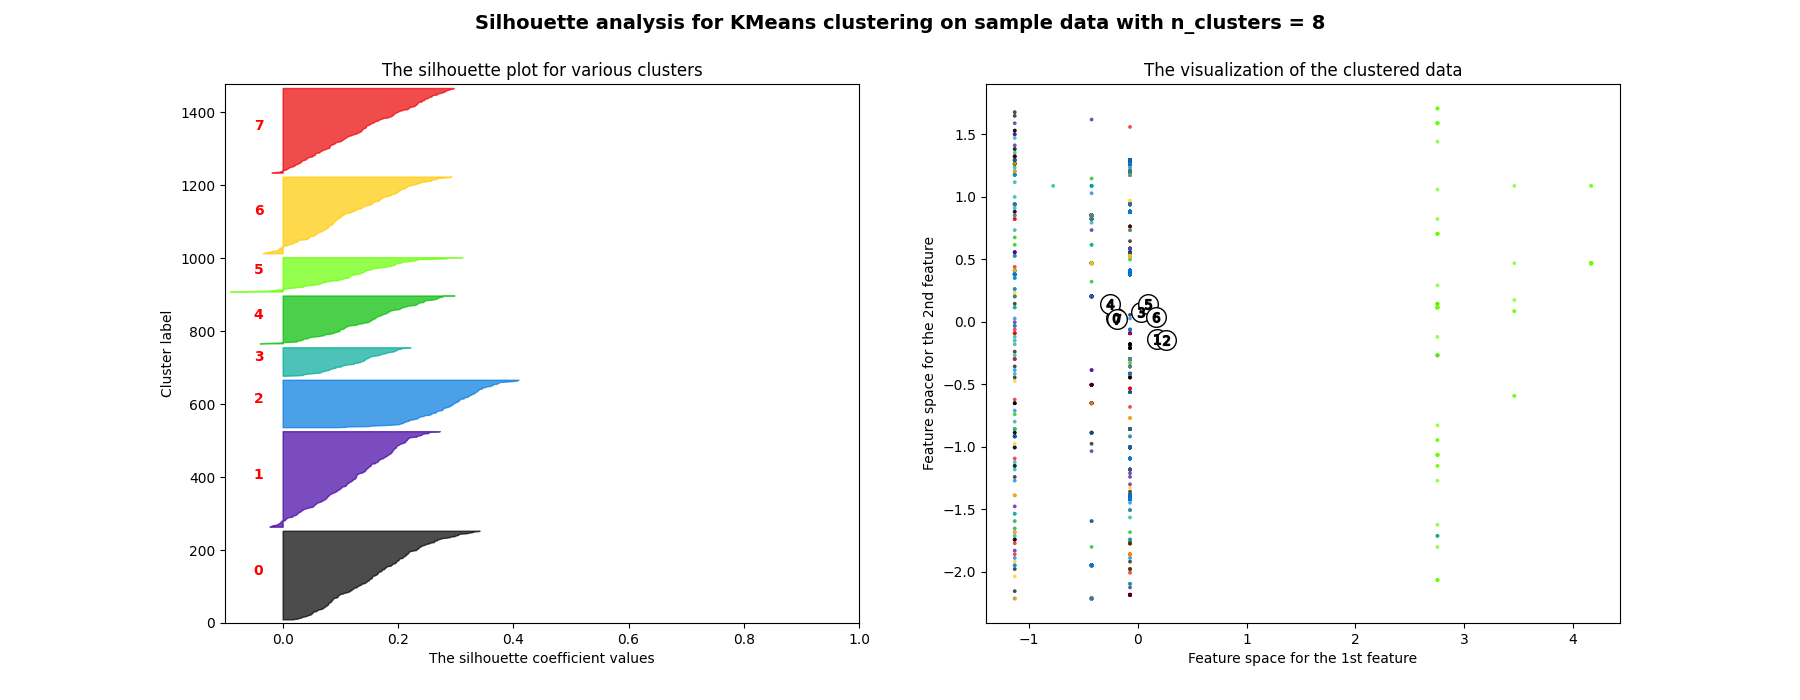 Silhouette analysis for KMeans clustering on sample data with n_clusters = 8
The silhouette plot for various clusters
Cluster label
1400
1200
1000
800
600
400
200
0
7
6
5
4
3
2
1
0
0.0 0.2 0.4 0.6 0.8 1.0
The silhouette coefficient values
The visualization of the clustered data
Feature space for the 2nd feature
1.5
1.0
0.5
0.0
−0.5
−1.0
−1.5
−2.0
4 5
0 7 3 6
1 2
−1 0 1 2 3 4
Feature space for the 1st feature